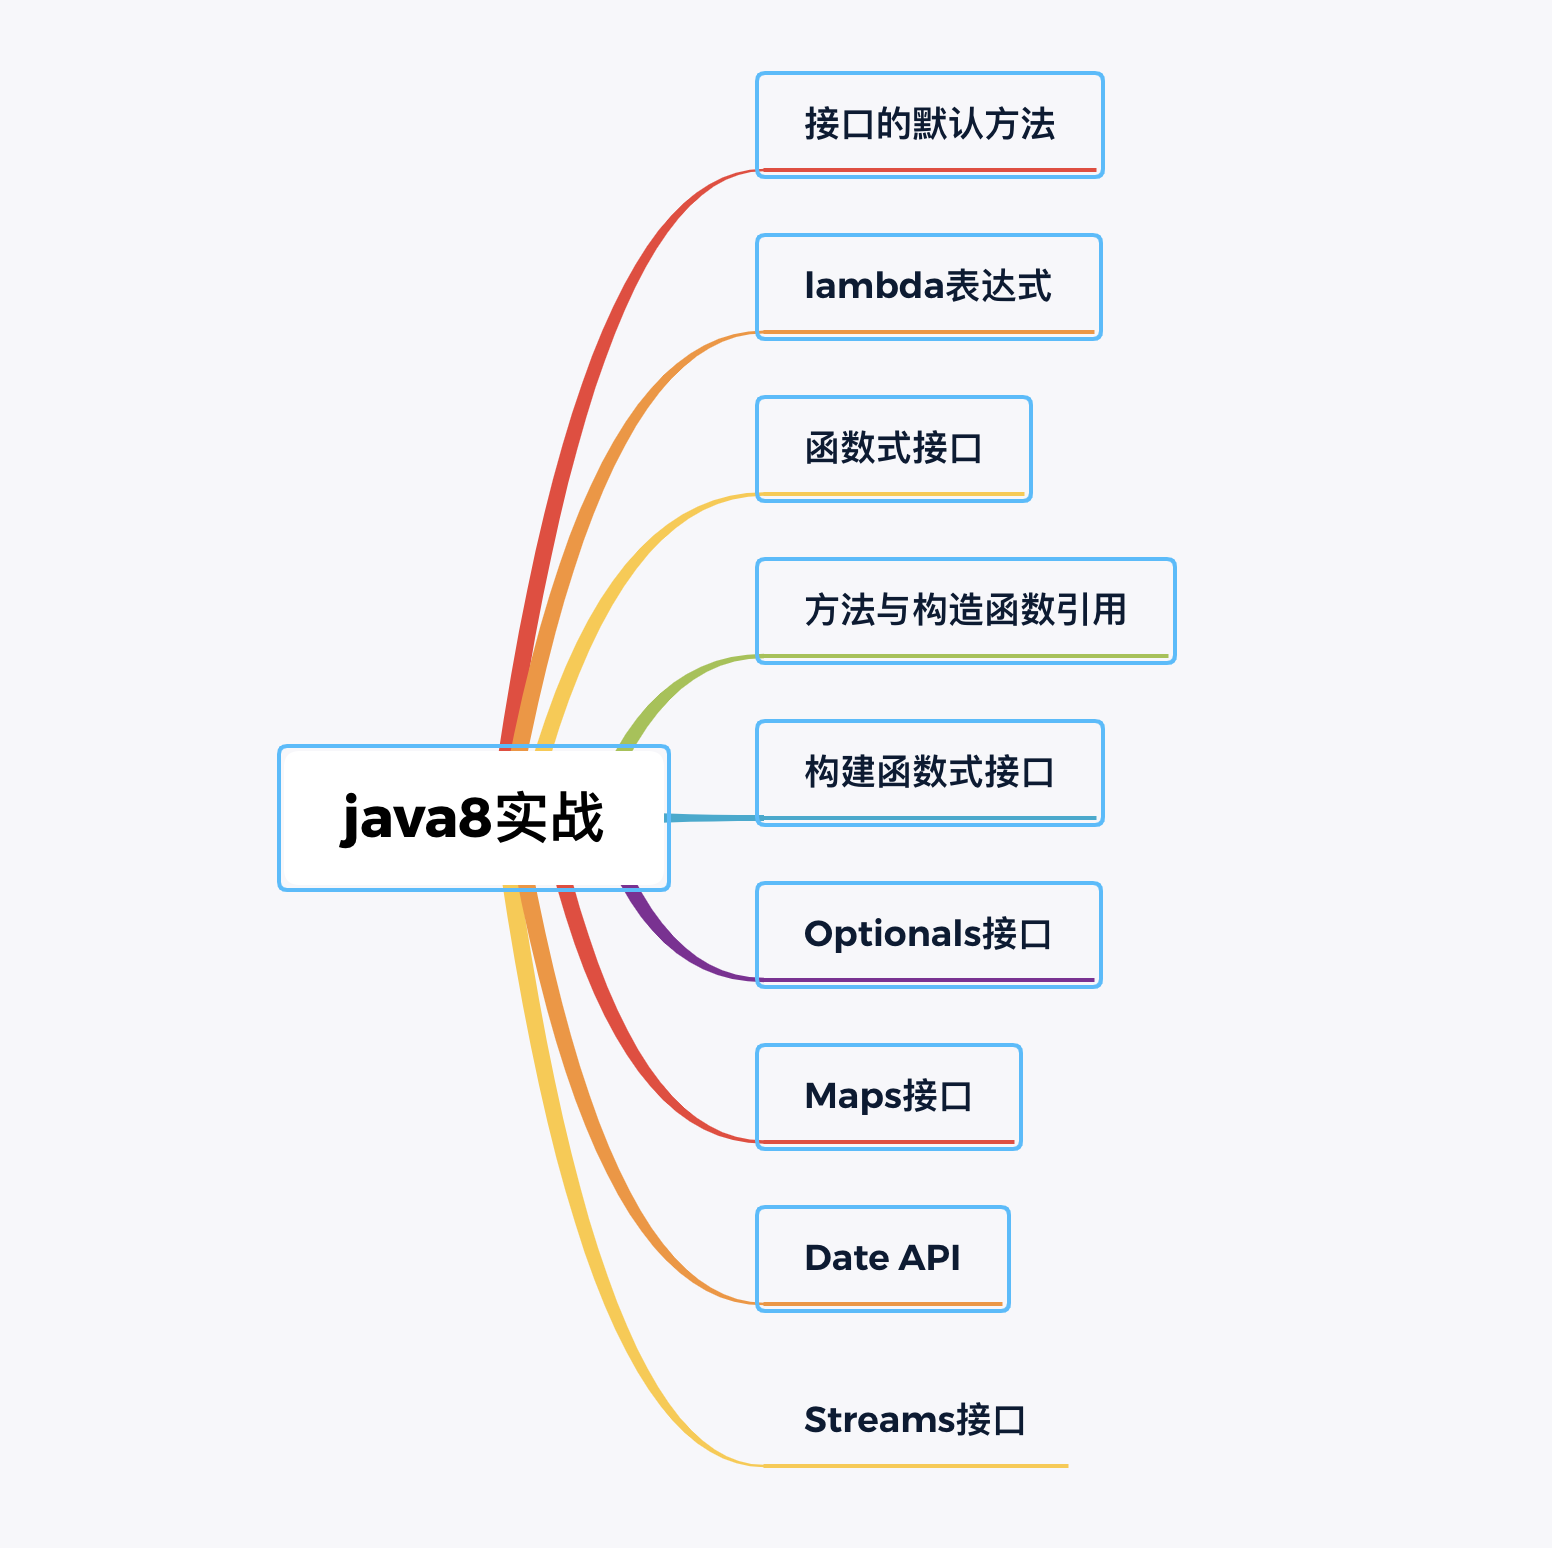 接口的默认方法
lambda表达式
函数式接口
方法与构造函数引用
java8实战
构建函数式接口
Optionals接口
Maps接口
Date API
Streams接口